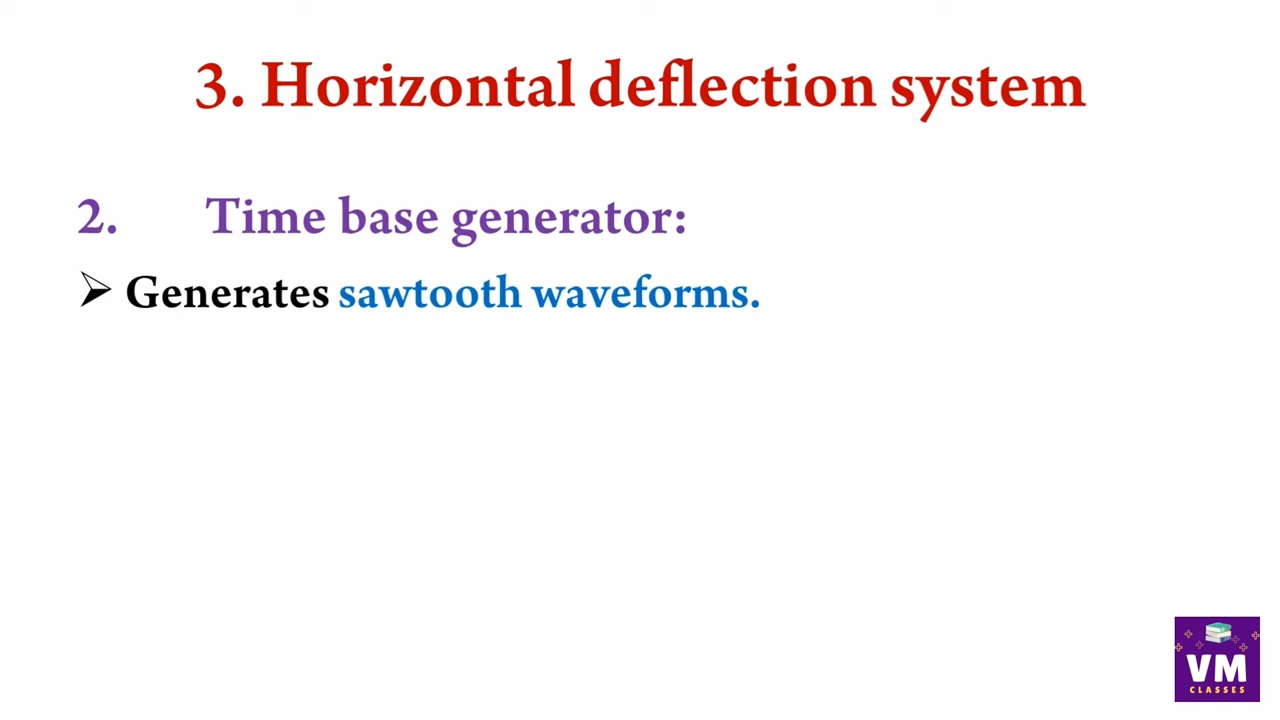 3. Horizontal deflection system
2. Time base generator:
➢ Generates sawtooth waveforms.
VM
CLASSES